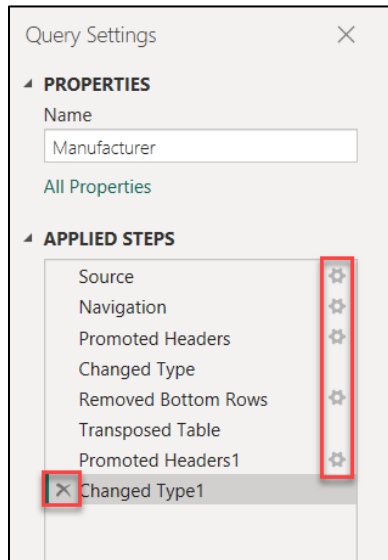 Query Settings
PROPERTIES
Name
Manufacturer
All Properties
APPLIED STEPS
Source
Navigation
Promoted Headers
Changed Type
Removed Bottom Rows
Transposed Table
Promoted Headers1
Changed Type1